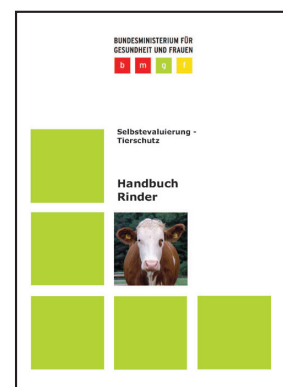 BUNDESMINISTERIUM FÜR
GESUNDHEIT UND FRAUEN
b m g f
Selbstevaluierung -
Tierschutz
Handbuch
Rinder